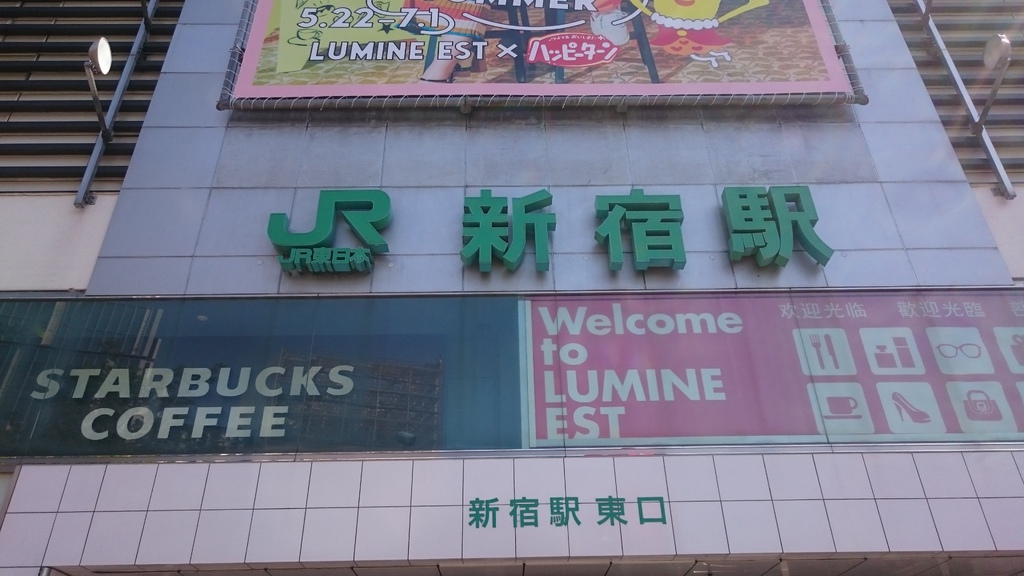 SUMMER
5.22-7.1
LUMINE EST × ハッピーターン
JR 新宿駅
JR東日本
STARBUCKS
COFFEE
Welcome
to
LUMINE
EST
欢迎光临 歡迎光臨
新宿駅 東口